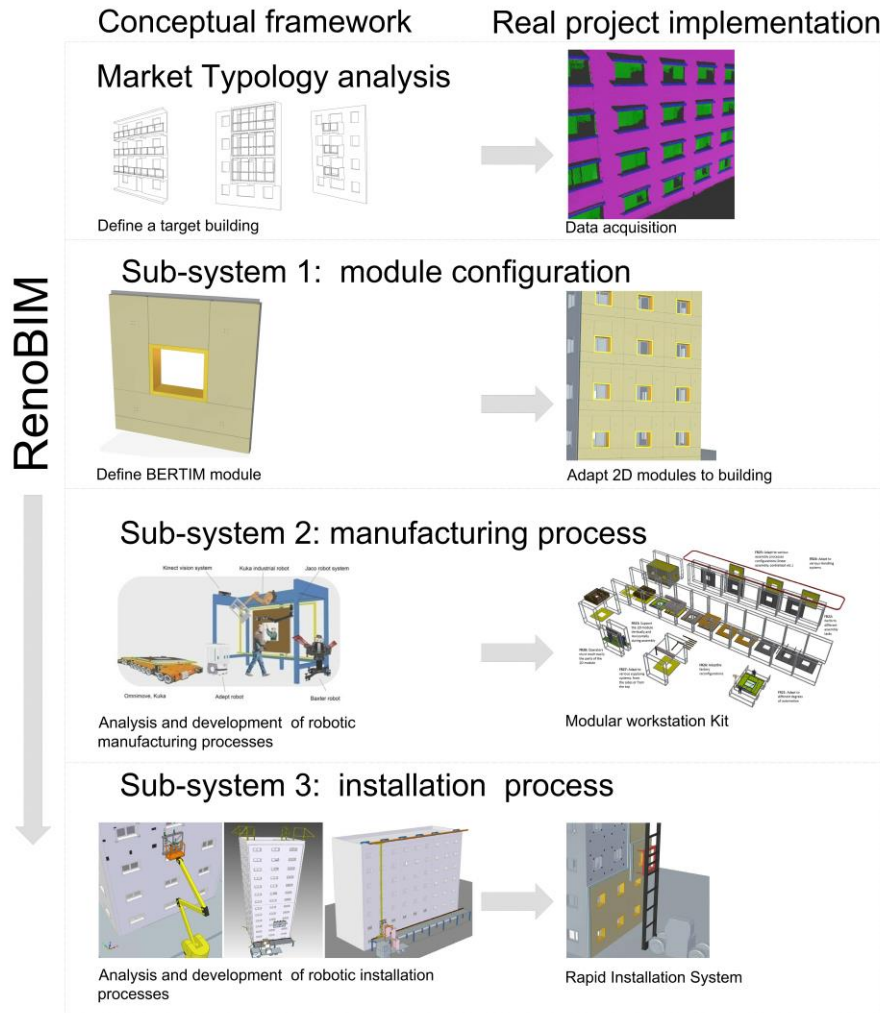 Conceptual framework
Real project implementation
RenoBIM
Market Typology analysis
Define a target building
Data acquisition
Sub-system 1: module configuration
Define BERTIM module
Adapt 2D modules to building
Sub-system 2: manufacturing process
Kinect vision system
Kuka industrial robot
Jaco robot system
Omnimove, Kuka
Adept robot
Baxter robot
Analysis and development of robotic
manufacturing processes
Modular workstation Kit
Sub-system 3: installation process
Analysis and development of robotic installation
processes
Rapid Installation System